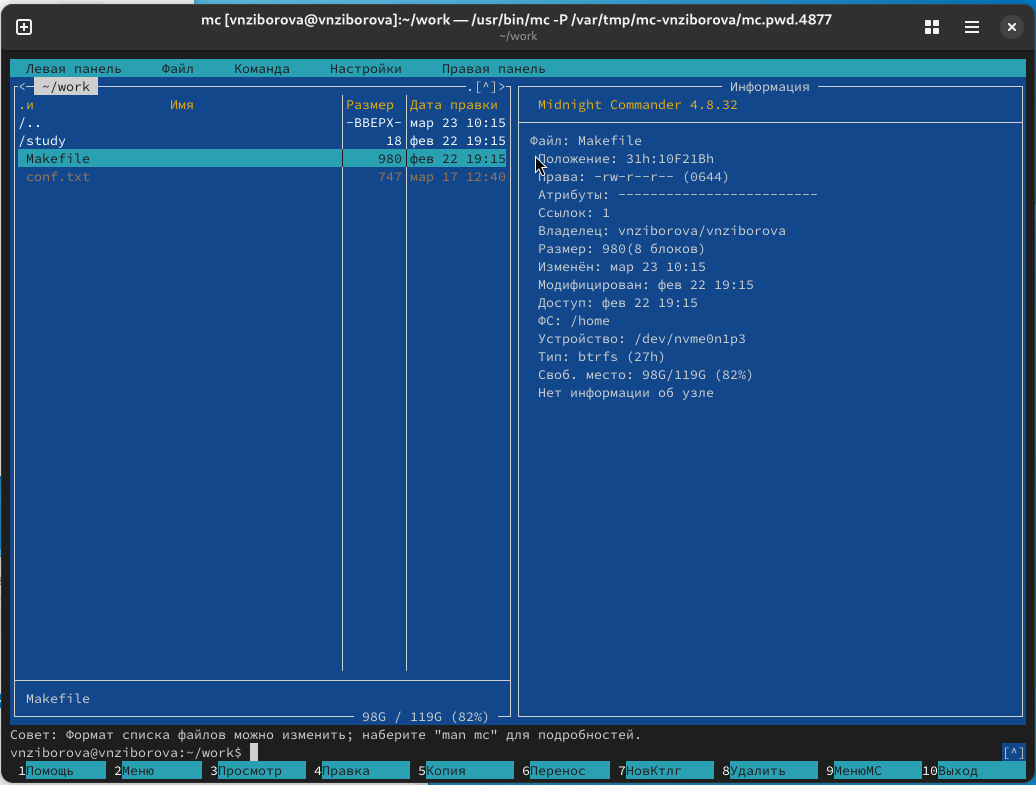 mc [vnziborova@vnziborova]:~/work — /usr/bin/mc -P /var/tmp/mc-vnziborova/mc.pwd.4877
~/work
Левая панель Файл Команда Настройки Правая панель
<─ ~/work ─.[^]>
.и Имя Размер Дата правки
/.. -ВВЕРХ- мар 23 10:15
/study 18 фев 22 19:15
Makefile 980 фев 22 19:15
conf.txt 747 мар 17 12:40
Makefile
98G / 119G (82%)
Информация
Midnight Commander 4.8.32
Файл: Makefile
Положение: 31h:10F21Bh
Права: -rw-r--r-- (0644)
Атрибуты: -------------------------
Ссылок: 1
Владелец: vnziborova/vnziborova
Размер: 980(8 блоков)
Изменён: мар 23 10:15
Модифицирован: фев 22 19:15
Доступ: фев 22 19:15
ФС: /home
Устройство: /dev/nvme0n1p3
Тип: btrfs (27h)
Своб. место: 98G/119G (82%)
Нет информации об узле
Совет: Формат списка файлов можно изменить; наберите "man mc" для подробностей.
vnziborova@vnziborova:~/work$ [^]
1Помощь 2Меню 3Просмотр 4Правка 5Копия 6Перенос 7НовКтлг 8Удалить 9МенюMC 10Выход